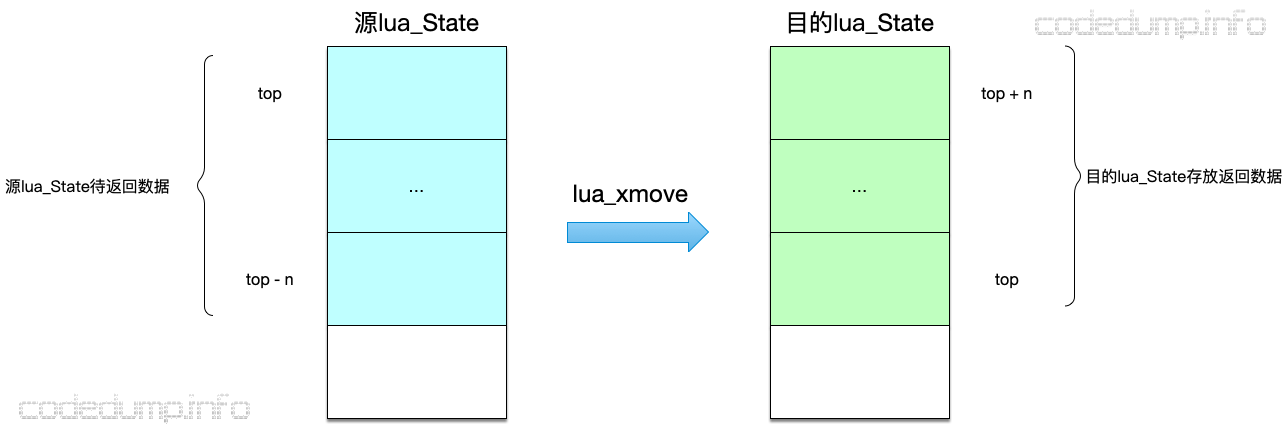 源lua_State
目的lua_State
codedump.info
top
top + n
源lua_State待返回数据
...
lua_xmove
...
目的lua_State存放返回数据
top - n
top
codedump.info